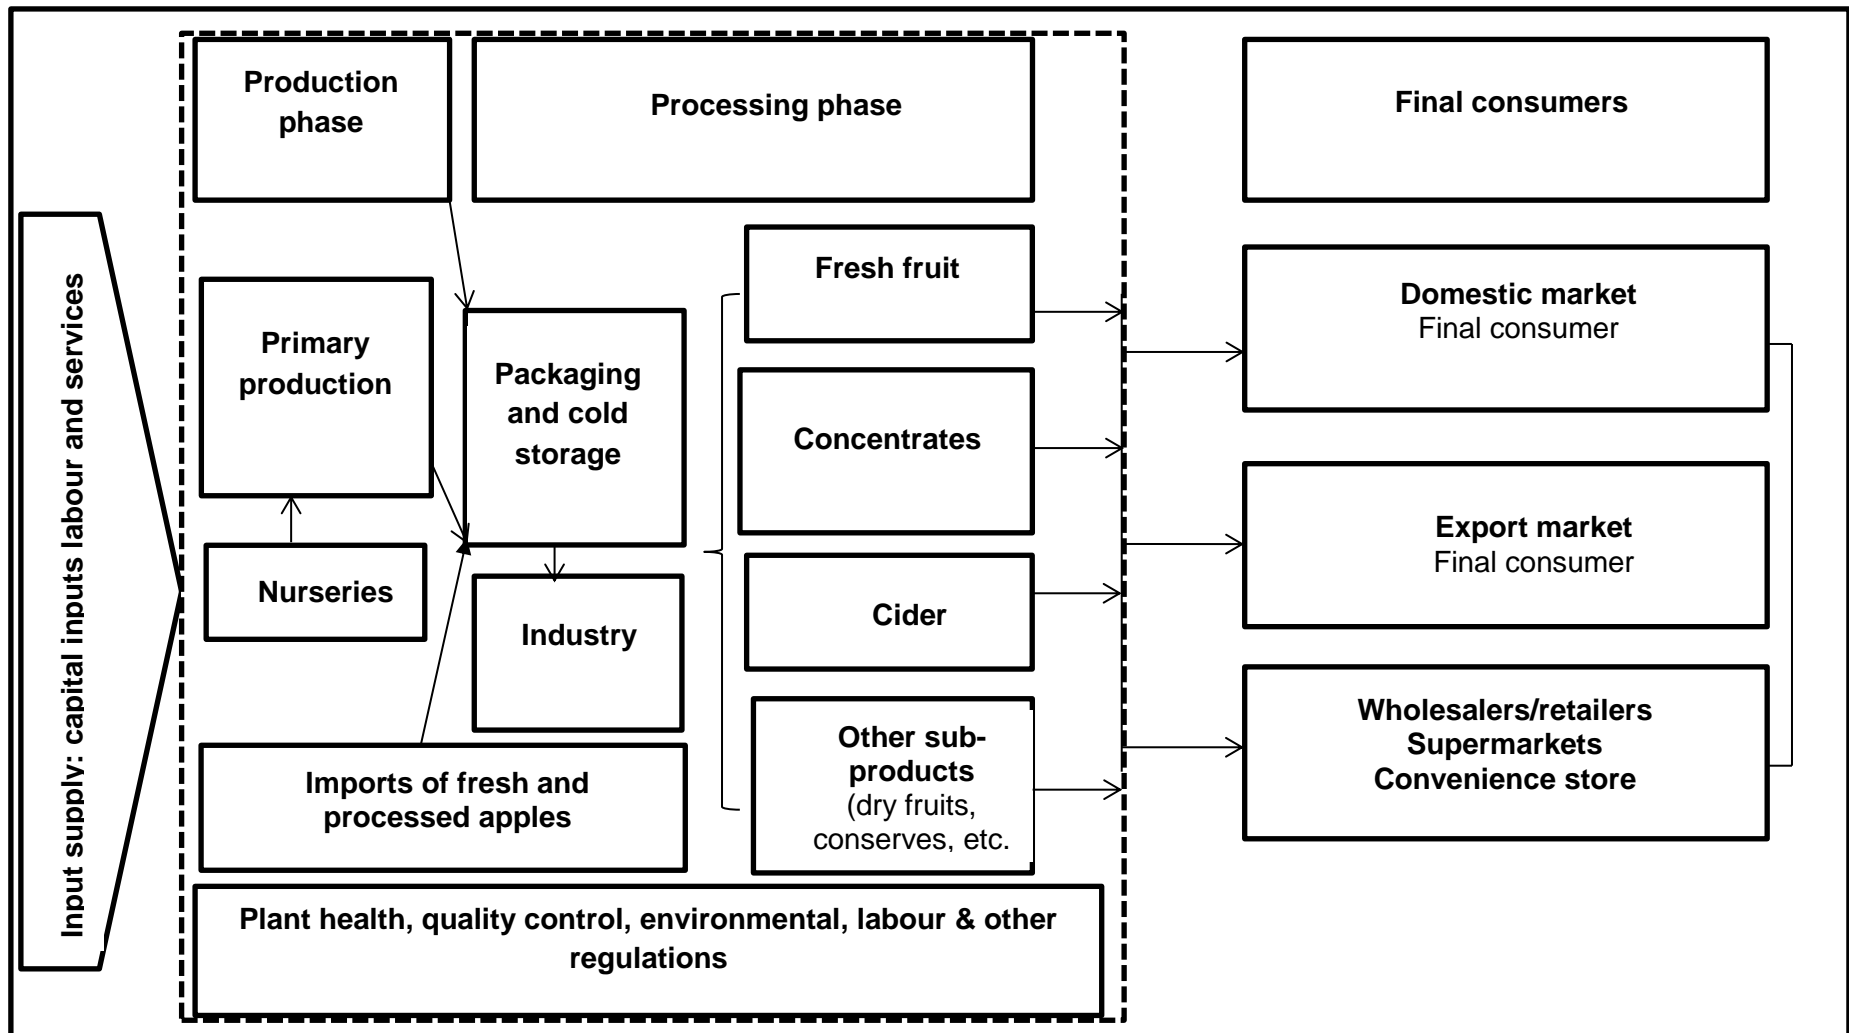 Production
phase
Processing phase
Final consumers
Input supply: capital inputs labour and services
Primary
production
Nurseries
Packaging
and cold
storage
Industry
Imports of fresh and
processed apples
Fresh fruit
Concentrates
Cider
Other sub-
products
(dry fruits,
conserves, etc.
Domestic market
Final consumer
Export market
Final consumer
Wholesalers/retailers
Supermarkets
Convenience store
Plant health, quality control, environmental, labour & other
regulations